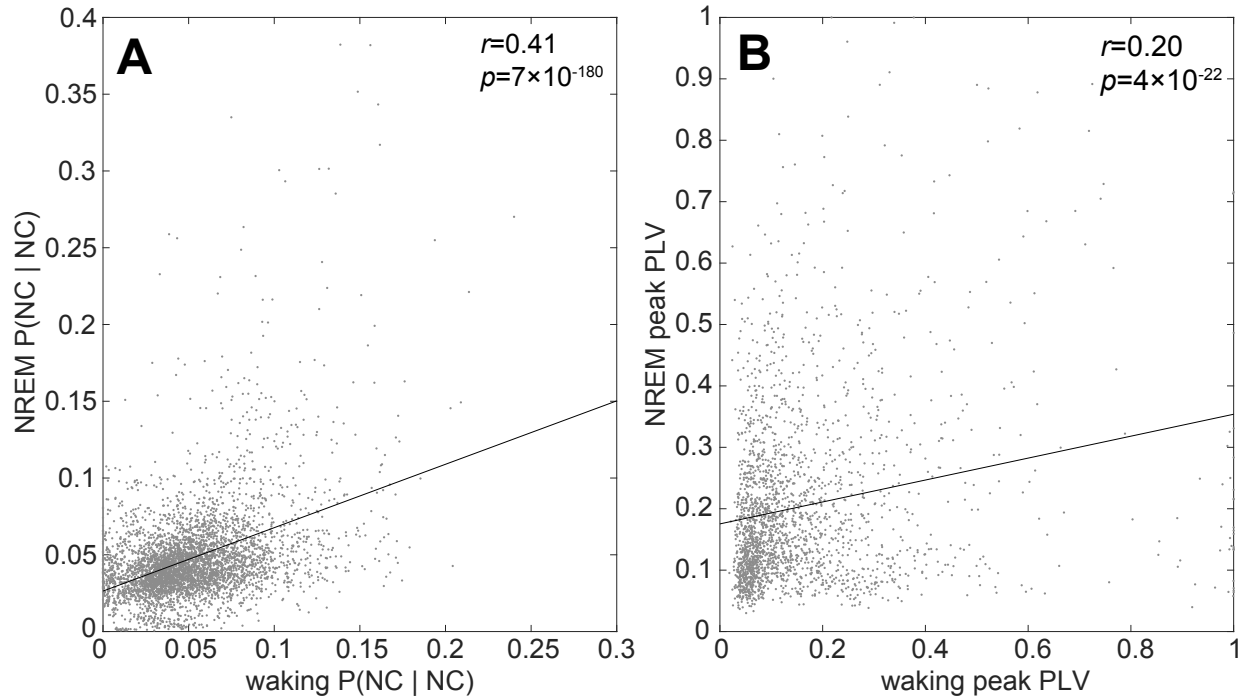 A
r=0.41
p=7×10-180
0.4
0.35
0.3
0.25
0.2
0.15
0.1
0.05
0
NREM P(NC | NC)
0 0.05 0.1 0.15 0.2 0.25 0.3
waking P(NC | NC)
B
r=0.20
p=4×10-22
1
0.9
0.8
0.7
0.6
0.5
0.4
0.3
0.2
0.1
0
NREM peak PLV
0 0.2 0.4 0.6 0.8 1
waking peak PLV